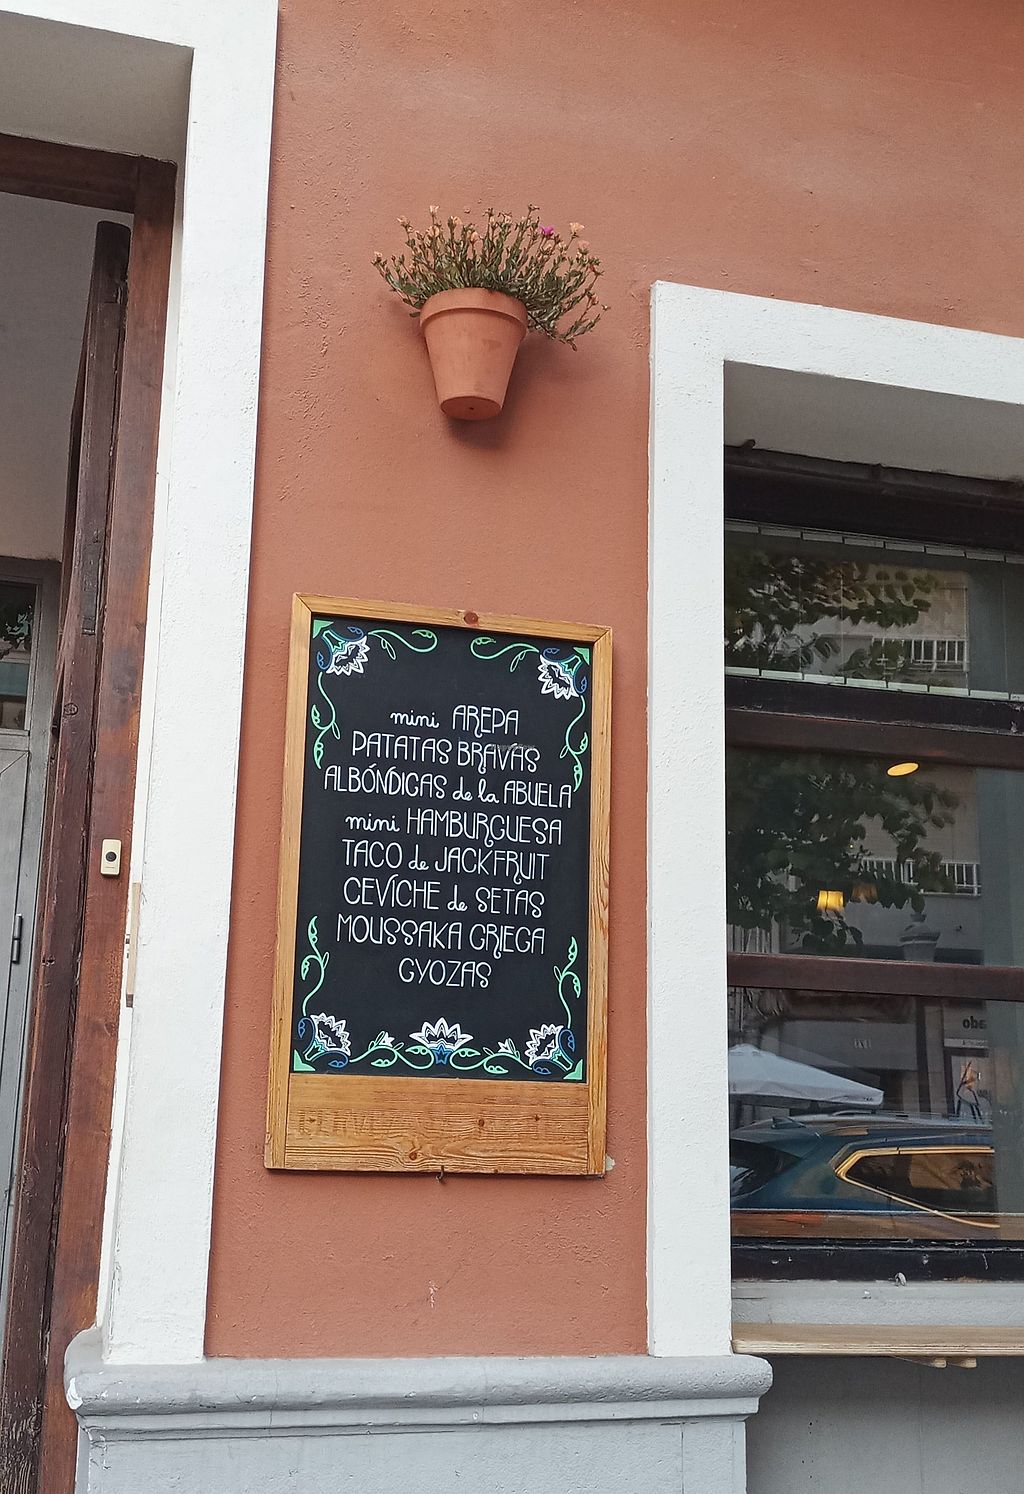 mini AREPA
PATATAS BRAVAS
ALBÓNDIGAS de la ABUELA
mini HAMBURGUESA
TACO de JACKFRUIT
CEVICHE de SETAS
MOUSSAKA GRIEGA
GYOZAS